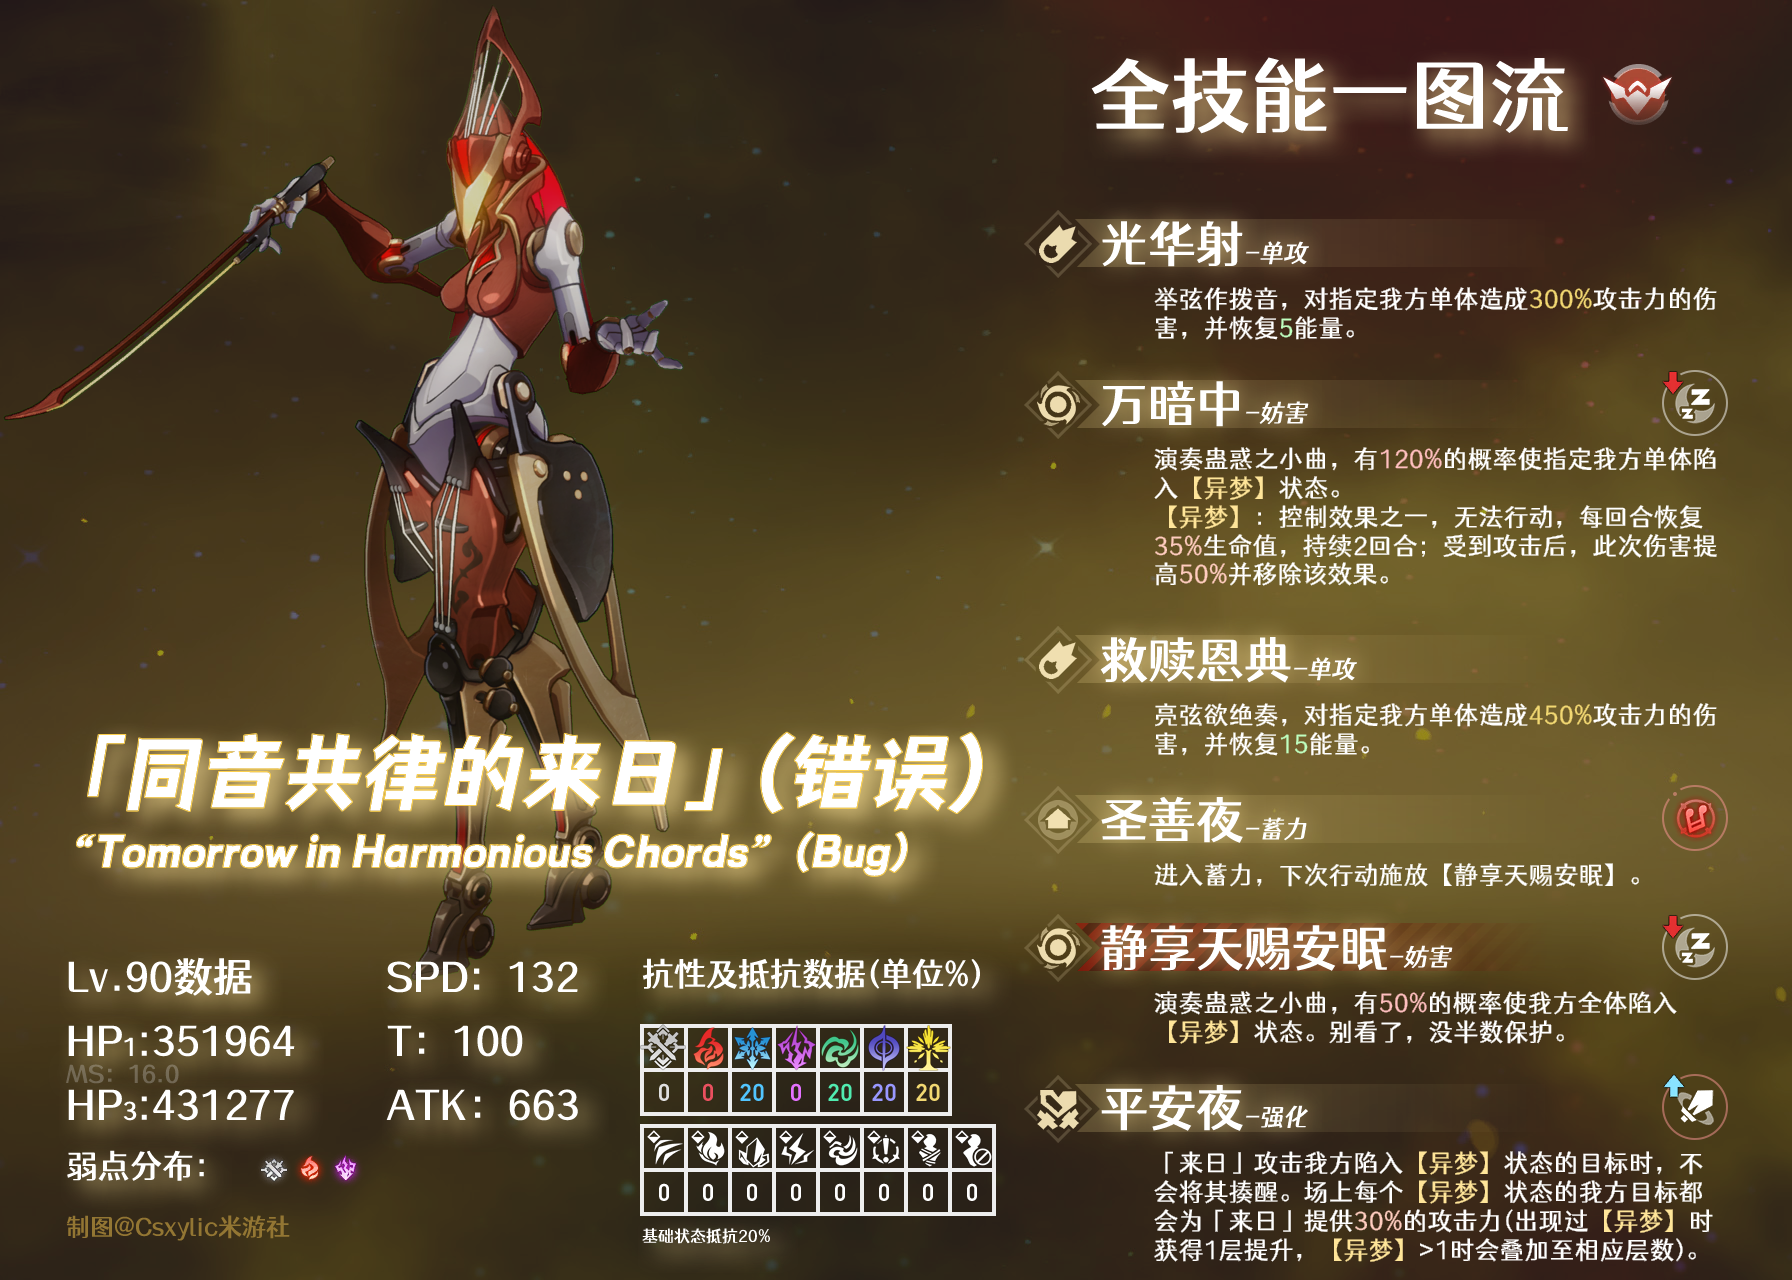 全技能一图流
光华射-单攻
举弦作拨音，对指定我方单体造成300%攻击力的伤
害，并恢复5能量。
万暗中-妨害
演奏蛊惑之小曲，有120%的概率使指定我方单体陷
入【异梦】状态。
【异梦】：控制效果之一，无法行动，每回合恢复
35%生命值，持续2回合；受到攻击后，此次伤害提
高50%并移除该效果。
救赎恩典-单攻
亮弦欲绝奏，对指定我方单体造成450%攻击力的伤
害，并恢复15能量。
圣善夜-蓄力
进入蓄力，下次行动施放【静享天赐安眠】。
静享天赐安眠-妨害
演奏蛊惑之小曲，有50%的概率使我方全体陷入
【异梦】状态。别看了，没半数保护。
平安夜-强化
「来日」攻击我方陷入【异梦】状态的目标时，不
会将其揍醒。场上每个【异梦】状态的我方目标都
会为「来日」提供30%的攻击力(出现过【异梦】时
获得1层提升，【异梦】>1时会叠加至相应层数)。
「同音共律的来日」（错误）
“Tomorrow in Harmonious Chords”（Bug）
Lv.90数据
SPD: 132
HP1:351964
T: 100
MS: 16.0
HP3:431277
ATK: 663
弱点分布：
制图@Csxylic米游社
抗性及抵抗数据(单位%)
0 0 20 0 20 20 20
0 0 0 0 0 0 0 0
基础状态抵抗20%